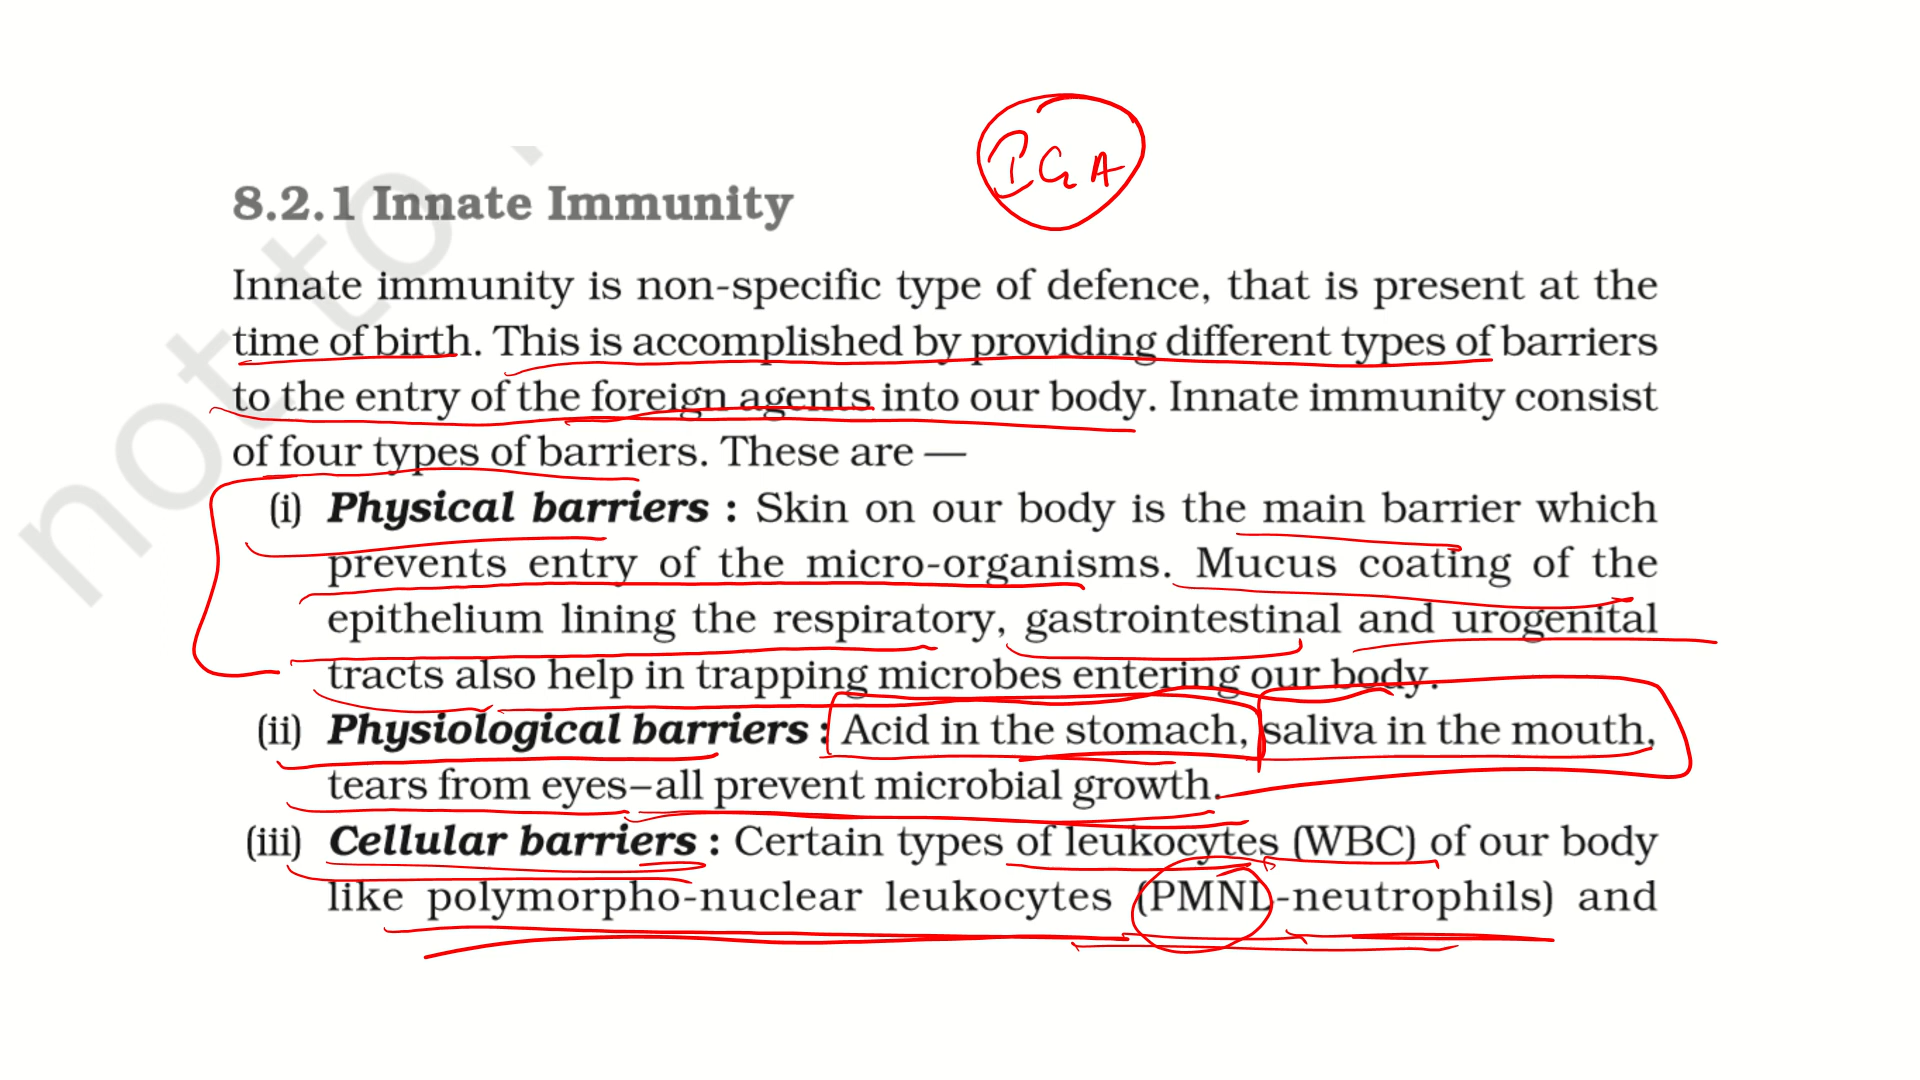 IGA
8.2.1 Innate Immunity
Innate immunity is non-specific type of defence, that is present at the
time of birth. This is accomplished by providing different types of barriers
to the entry of the foreign agents into our body. Innate immunity consist
of four types of barriers. These are —
(i) Physical barriers : Skin on our body is the main barrier which
prevents entry of the micro-organisms. Mucus coating of the
epithelium lining the respiratory, gastrointestinal and urogenital
tracts also help in trapping microbes entering our body.
(ii) Physiological barriers : Acid in the stomach, saliva in the mouth,
tears from eyes–all prevent microbial growth.
(iii) Cellular barriers : Certain types of leukocytes (WBC) of our body
like polymorpho-nuclear leukocytes (PMNL-neutrophils) and
not to